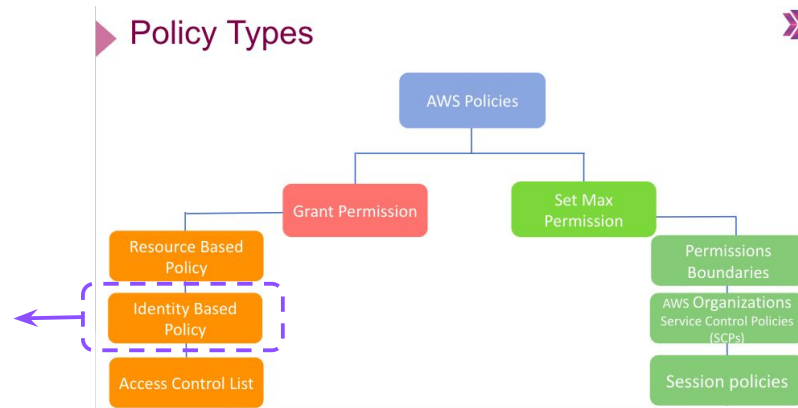 Policy Types
AWS Policies
Grant Permission
Set Max
Permission
Resource Based
Policy
Identity Based
Policy
Access Control List
Permissions
Boundaries
AWS Organizations
Service Control Policies
(SCPs)
Session policies